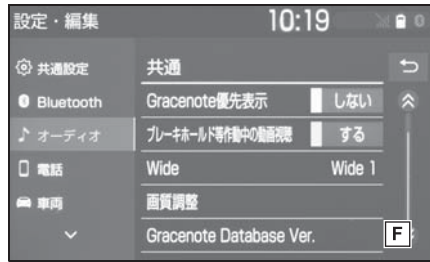 設定・編集
10:19
共通設定
共通
Bluetooth
Gracenote優先表示
しない
オーディオ
ブレーキホールド等作動中の動画視聴
する
電話
Wide
Wide 1
車両
画質調整
Gracenote Database Ver.
F